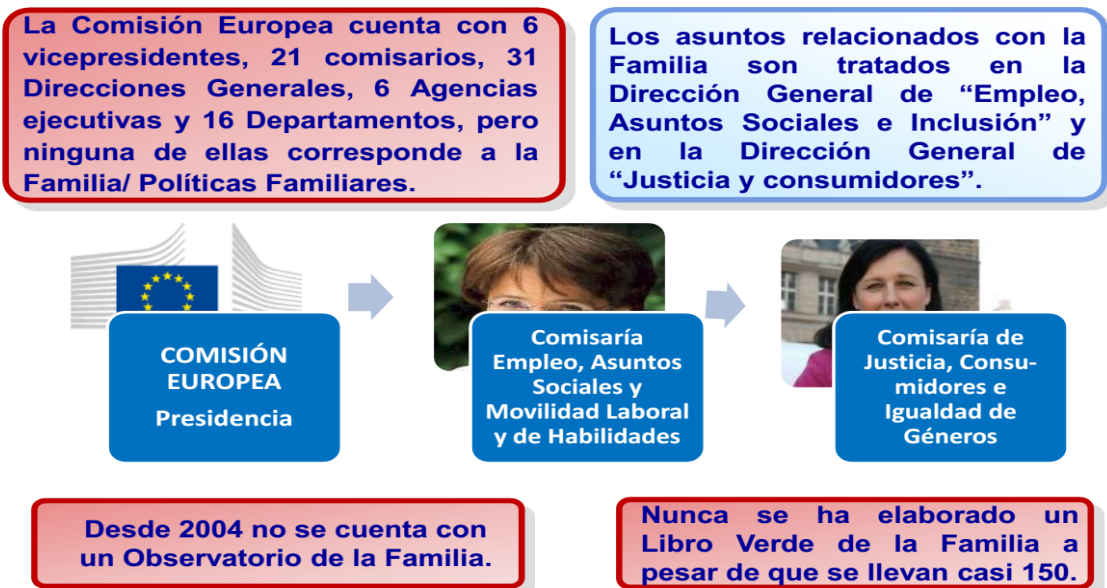 La Comisión Europea cuenta con 6
vicepresidentes, 21 comisarios, 31
Direcciones Generales, 6 Agencias
ejecutivas y 16 Departamentos, pero
ninguna de ellas corresponde a la
Familia/ Políticas Familiares.
Los asuntos relacionados con la
Familia son tratados en la
Dirección General de “Empleo,
Asuntos Sociales e Inclusión” y
en la Dirección General de
“Justicia y consumidores”.
COMISIÓN
EUROPEA
Presidencia
Comisaría
Empleo, Asuntos
Sociales y
Movilidad Laboral
y de Habilidades
Comisaría de
Justicia, Consu-
midores e
Igualdad de
Géneros
Desde 2004 no se cuenta con
un Observatorio de la Familia.
Nunca se ha elaborado un
Libro Verde de la Familia a
pesar de que se llevan casi 150.